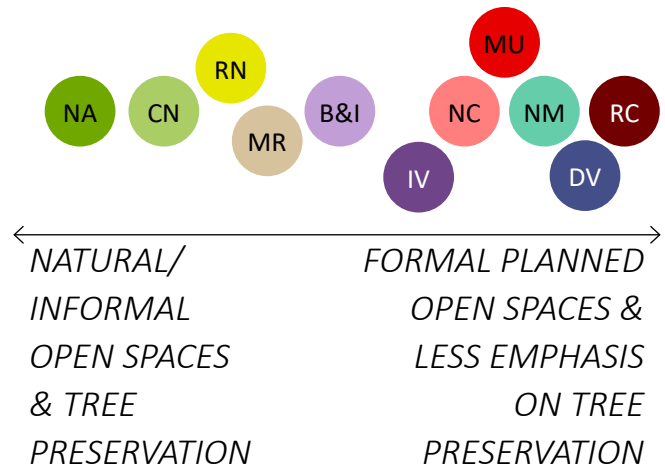 MU
RN
NA
CN
B&I
NC
NM
RC
MR
IV
DV
NATURAL/
INFORMAL
OPEN SPACES
& TREE
PRESERVATION
FORMAL PLANNED
OPEN SPACES &
LESS EMPHASIS
ON TREE
PRESERVATION